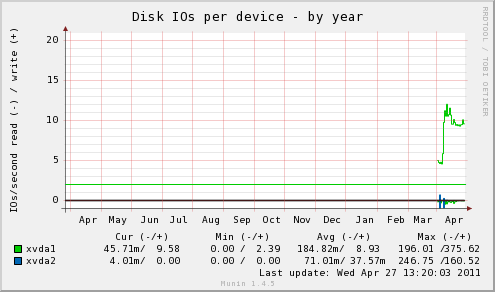 Disk IOs per device - by year
RRDTOOL / TOBI OETIKER
IOs/second read (-) / write (+)
20
15
10
5
0
Apr May Jun Jul Aug Sep Oct Nov Dec Jan Feb Mar Apr
Cur (-/+) Min (-/+) Avg (-/+) Max (-/+)
xvda1 45.71m/ 9.58 0.00 / 2.39 184.82m/ 8.93 196.01 /375.62
xvda2 4.01m/ 0.00 0.00 / 0.00 71.01m/ 37.57m 246.75 /160.52
Last update: Wed Apr 27 13:20:03 2011
Munin 1.4.5